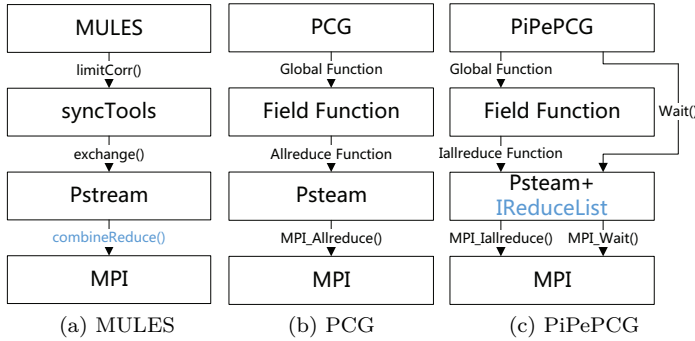 MULES
limitCorr()
syncTools
exchange()
Pstream
combineReduce()
MPI
(a) MULES
PCG
Global Function
Field Function
Allreduce Function
Psteam
MPI_Allreduce()
MPI
(b) PCG
PiPePCG
Global Function
Field Function
Wait()
Iallreduce Function
Psteam+
IReduceList
MPI_Iallreduce()
MPI_Wait()
MPI
(c) PiPePCG